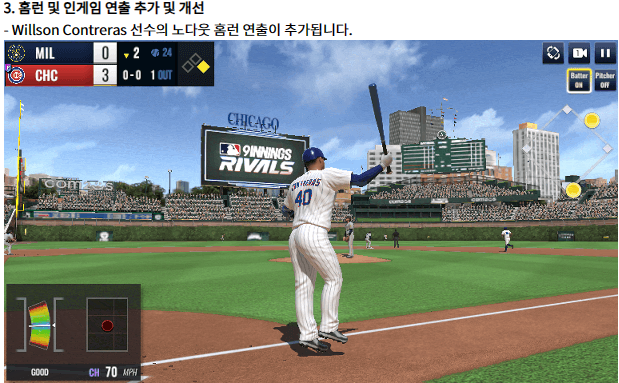 3. 홈런 및 인게임 연출 추가 및 개선
- Willson Contreras 선수의 노다웃 홈런 연출이 추가됩니다.
MIL 0 ▼ 2 24
CHC 3 0-0 1 OUT
Batter ON
Pitcher OFF
CHICAGO
9INNINGS
RIVALS
com2us
CONTRERAS
40
GOOD CH 70 MPH